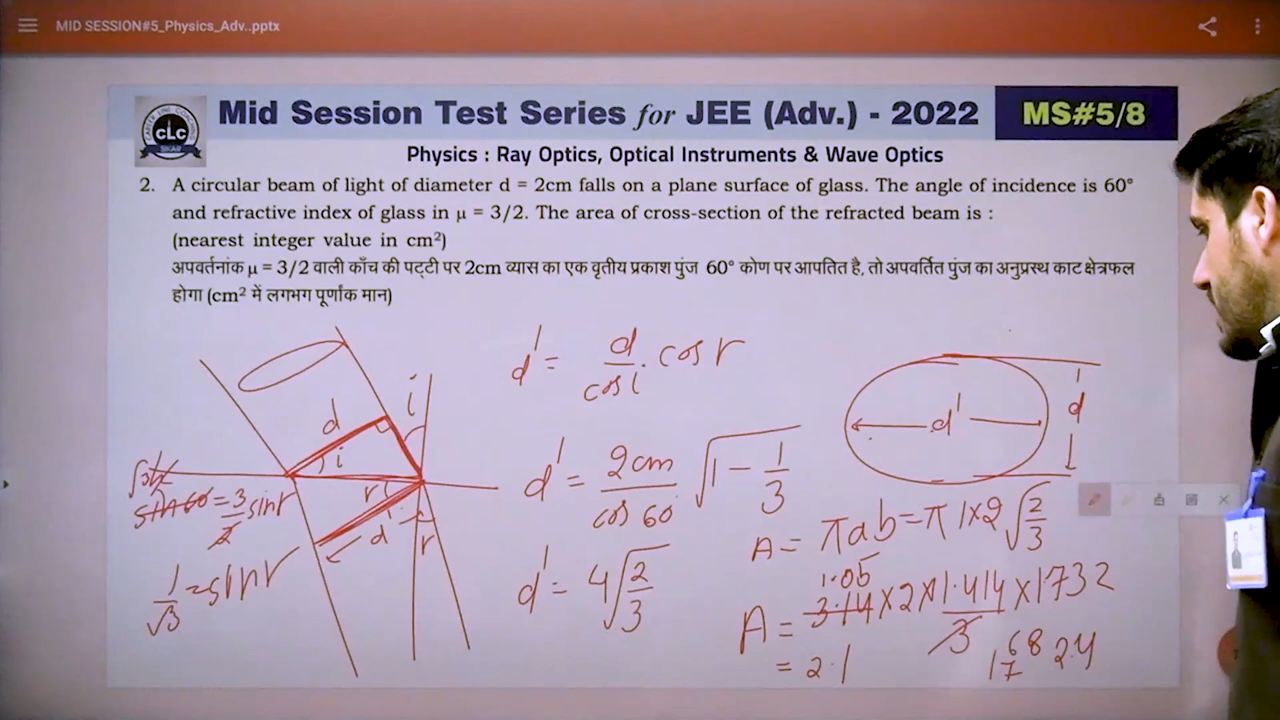 MID SESSION#5_Physics_Adv..pptx
Mid Session Test Series for JEE (Adv.) - 2022
MS#5/8
CLC
Physics : Ray Optics, Optical Instruments & Wave Optics
2. A circular beam of light of diameter d = 2cm falls on a plane surface of glass. The angle of incidence is 60°
and refractive index of glass in μ = 3/2. The area of cross-section of the refracted beam is :
(nearest integer value in cm²)
अपवर्तनांक μ = 3/2 वाली काँच की पट्टी पर 2cm व्यास का एक वृतीय प्रकाश पुंज 60° कोण पर आपतित है, तो अपवर्तित पुंज का अनुप्रस्थ काट क्षेत्रफल
होगा (cm² में लगभग पूर्णांक मान)
d' = d/cos i . cos r
d' = 2cm/cos 60 √(1 - 1/3)
d' = 4√(2/3)
d
i
i
r
d'
r
sin 60 = 3/2 sin r
1/√3 = sin r
d'
d
A = πab = π 1×2√(2/3)
1.05
A = 3.14×2×1.414×1.732
3
= 2.1